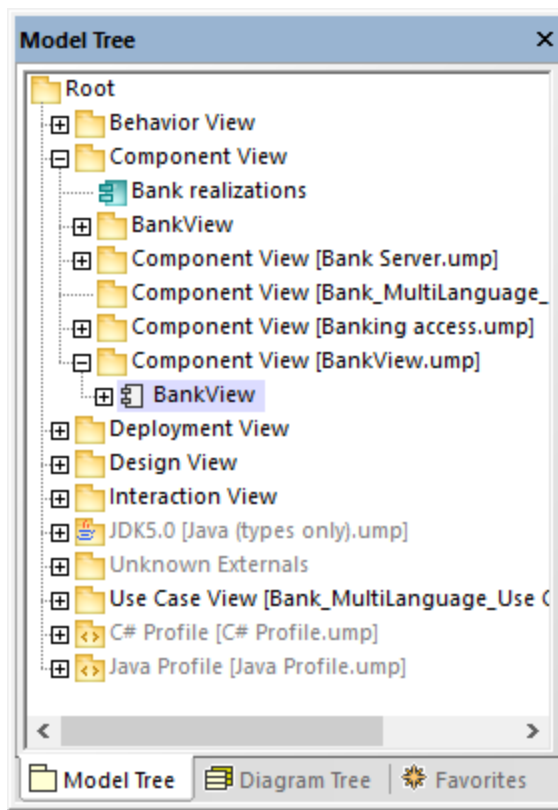 Model Tree
Root
Behavior View
Component View
Bank realizations
BankView
Component View [Bank Server.ump]
Component View [Bank_MultiLanguage_
Component View [Banking access.ump]
Component View [BankView.ump]
BankView
Deployment View
Design View
Interaction View
JDK5.0 [Java (types only).ump]
Unknown Externals
Use Case View [Bank_MultiLanguage_Use C
C# Profile [C# Profile.ump]
Java Profile [Java Profile.ump]
Model Tree Diagram Tree Favorites